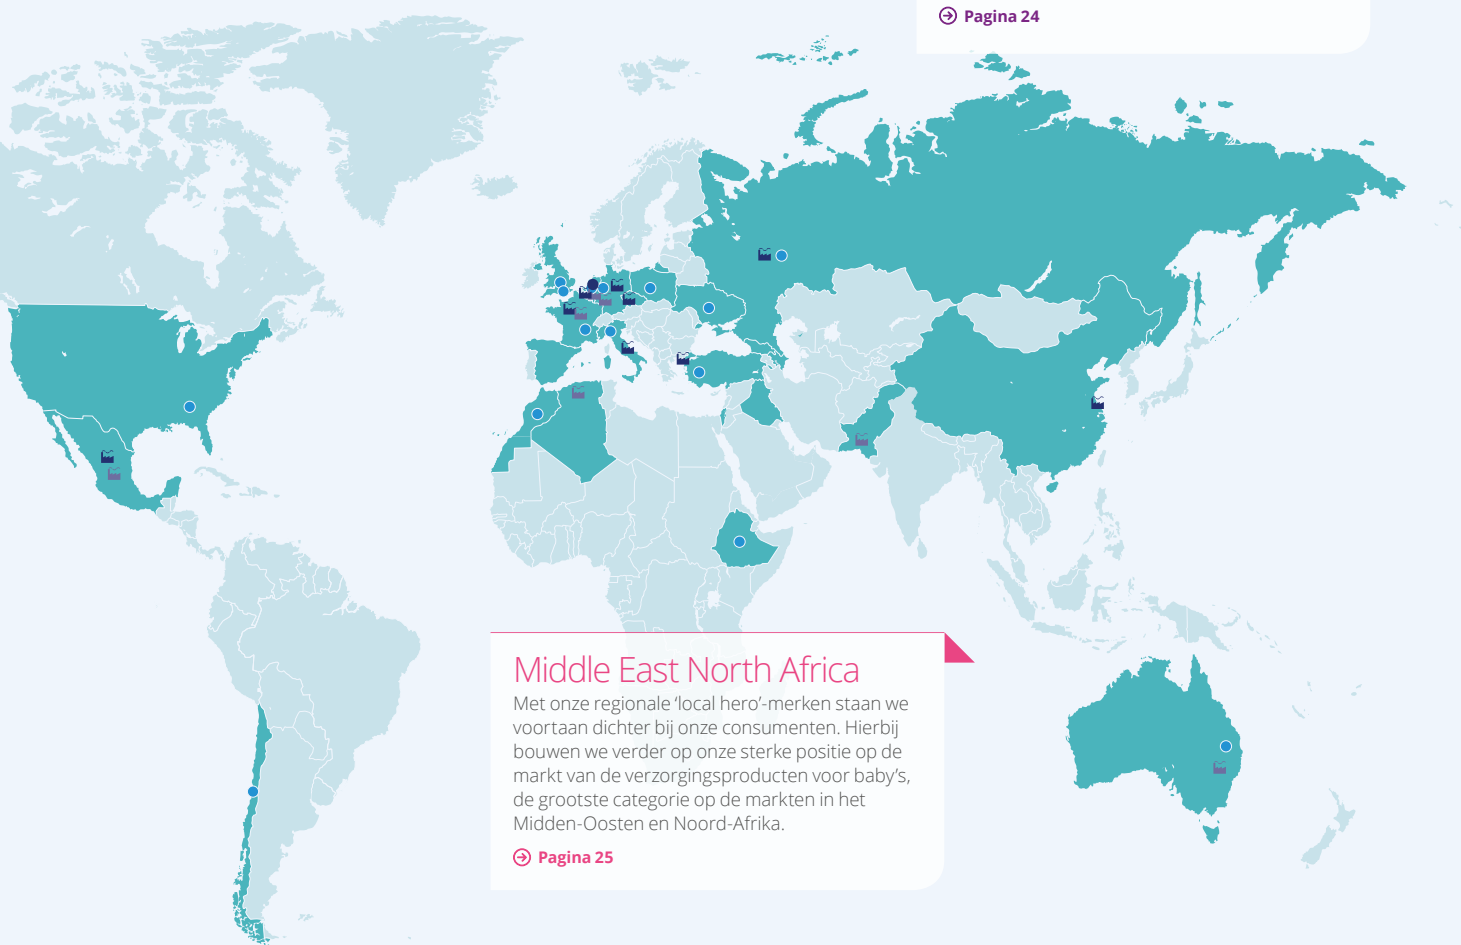 Pagina 24
Middle East North Africa
Met onze regionale ‘local hero’-merken staan we
voortaan dichter bij onze consumenten. Hierbij
bouwen we verder op onze sterke positie op de
markt van de verzorgingsproducten voor baby’s,
de grootste categorie op de markten in het
Midden-Oosten en Noord-Afrika.
Pagina 25